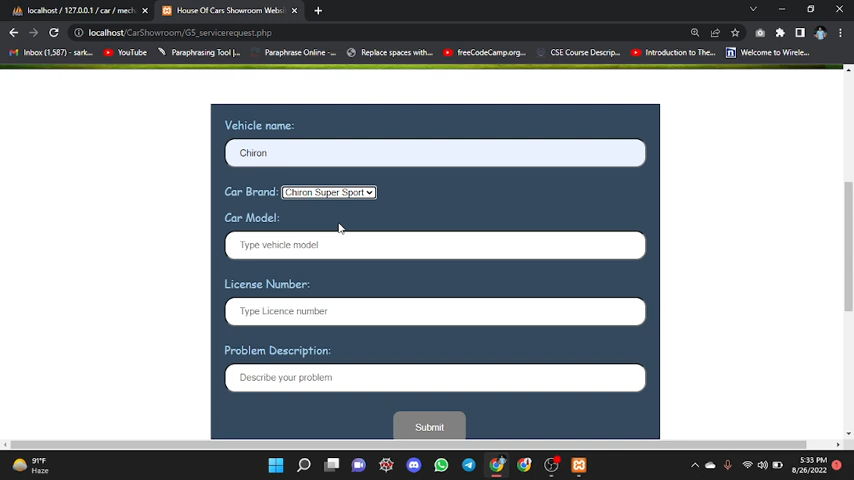 localhost / 127.0.0.1 / car / mech
House Of Cars Showroom Websi
localhost/CarShowroom/G5_servicerequest.php
Inbox (1,587) - sark...
YouTube
Paraphrasing Tool |...
Paraphrase Online -...
Replace spaces with...
freeCodeCamp.org...
CSE Course Descrip...
Introduction to The...
Welcome to Wirele...
Vehicle name:
Chiron
Car Brand: Chiron Super Sport
Car Model:
Type vehicle model
License Number:
Type Licence number
Problem Description:
Describe your problem
Submit
91°F
Haze
5:33 PM
8/26/2022
1